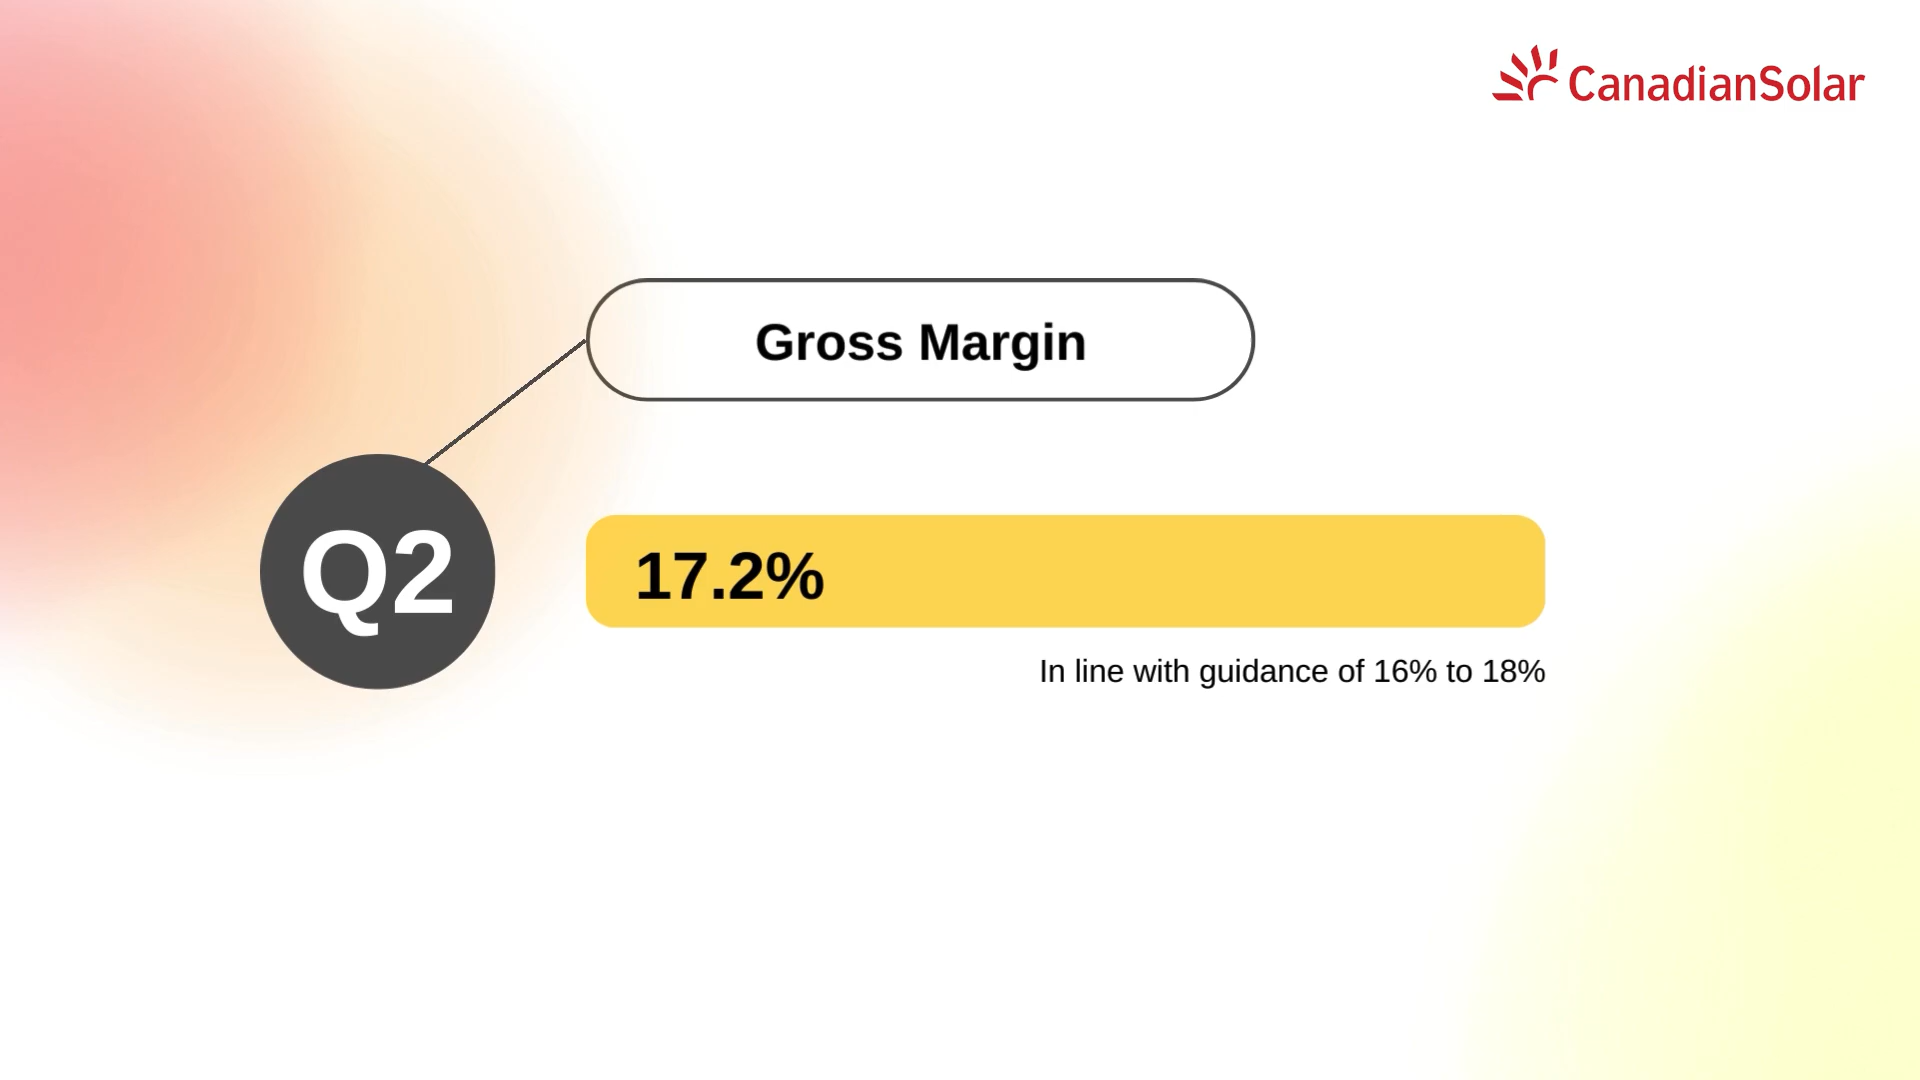 CanadianSolar
Gross Margin
Q2
17.2%
In line with guidance of 16% to 18%